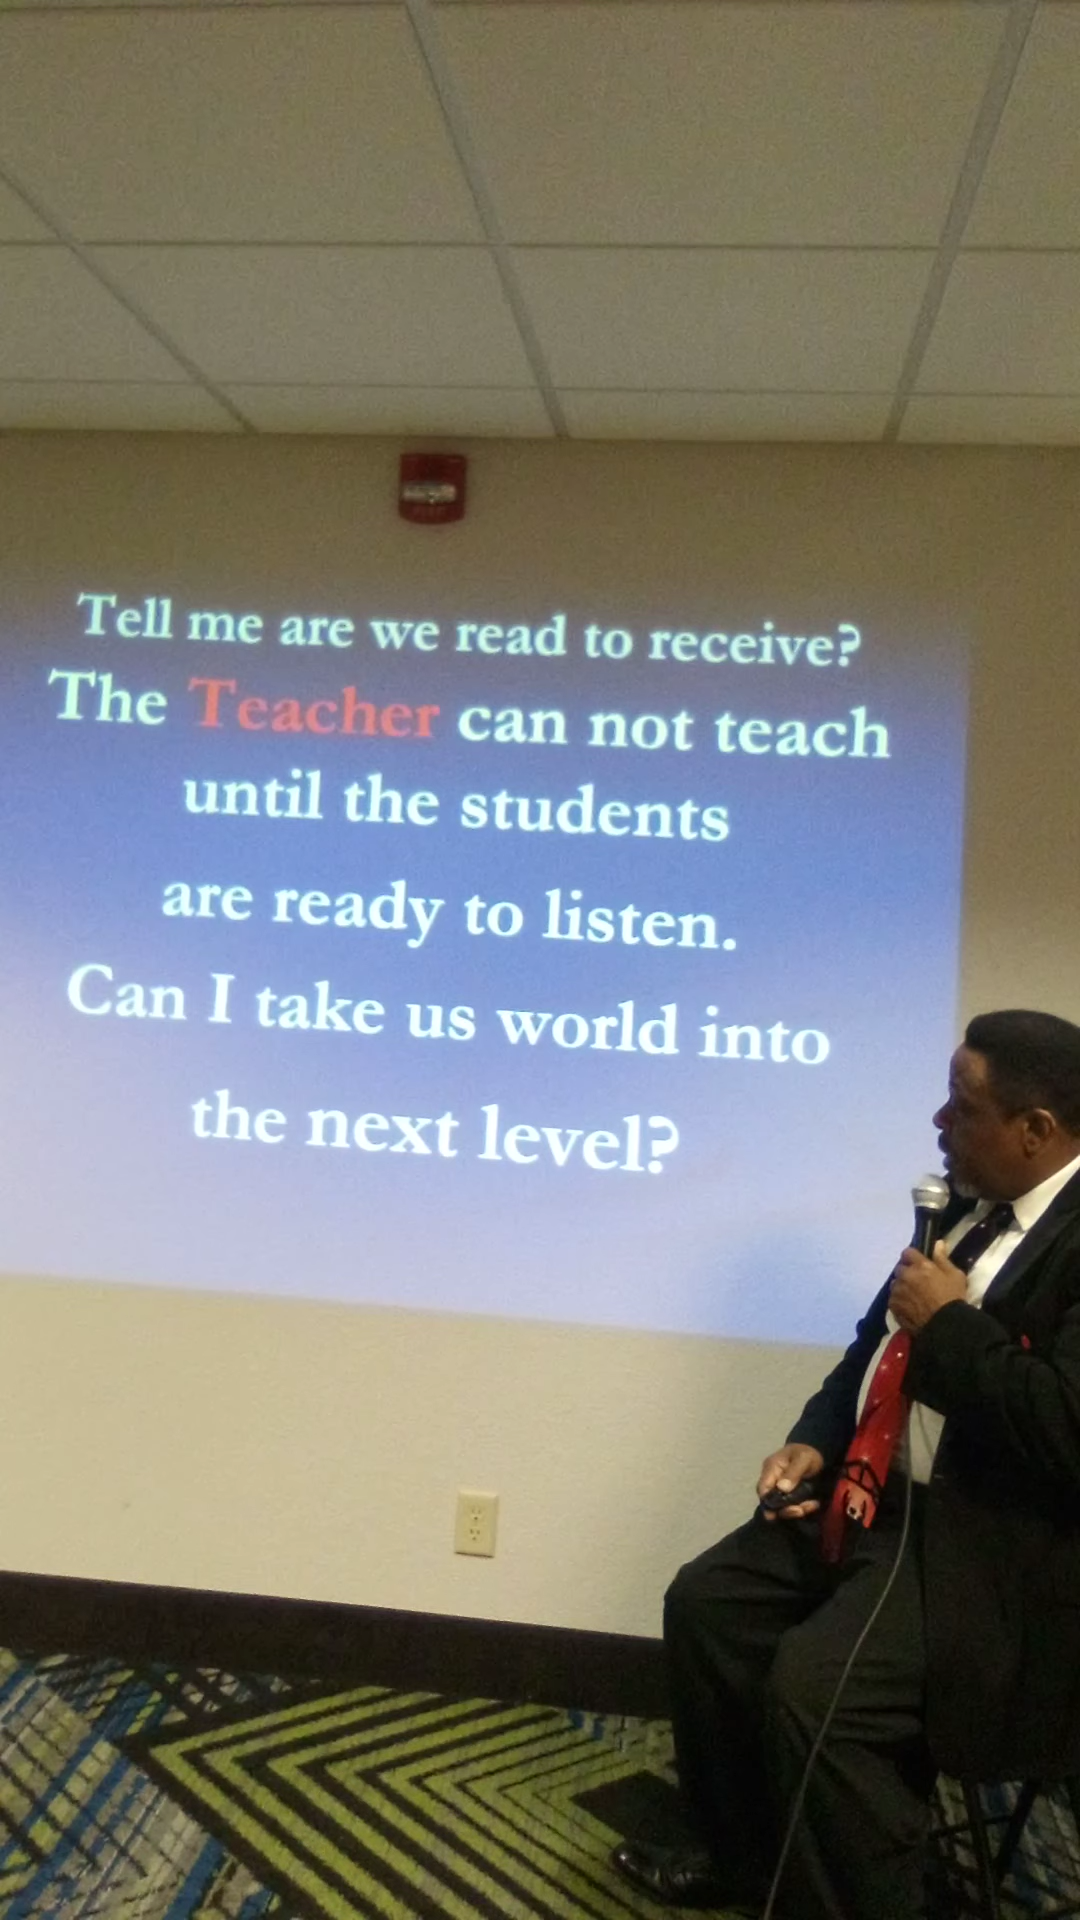 Tell me are we read to receive?
The Teacher can not teach
until the students
are ready to listen.
Can I take us world into
the next level?